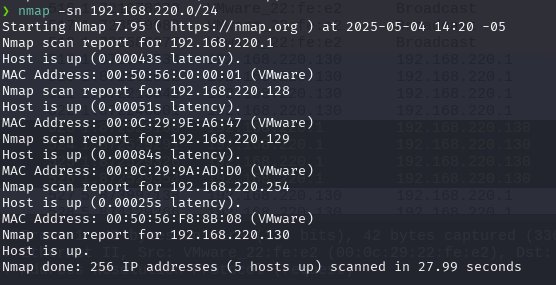 ❯ nmap -sn 192.168.220.0/24
Starting Nmap 7.95 ( https://nmap.org ) at 2025-05-04 14:20 -05
Nmap scan report for 192.168.220.1
Host is up (0.00043s latency).
MAC Address: 00:50:56:C0:00:01 (VMware)
Nmap scan report for 192.168.220.128
Host is up (0.00051s latency).
MAC Address: 00:0C:29:9E:A6:47 (VMware)
Nmap scan report for 192.168.220.129
Host is up (0.00084s latency).
MAC Address: 00:0C:29:9A:AD:D0 (VMware)
Nmap scan report for 192.168.220.254
Host is up (0.00025s latency).
MAC Address: 00:50:56:F8:8B:08 (VMware)
Nmap scan report for 192.168.220.130
Host is up.
Nmap done: 256 IP addresses (5 hosts up) scanned in 27.99 seconds